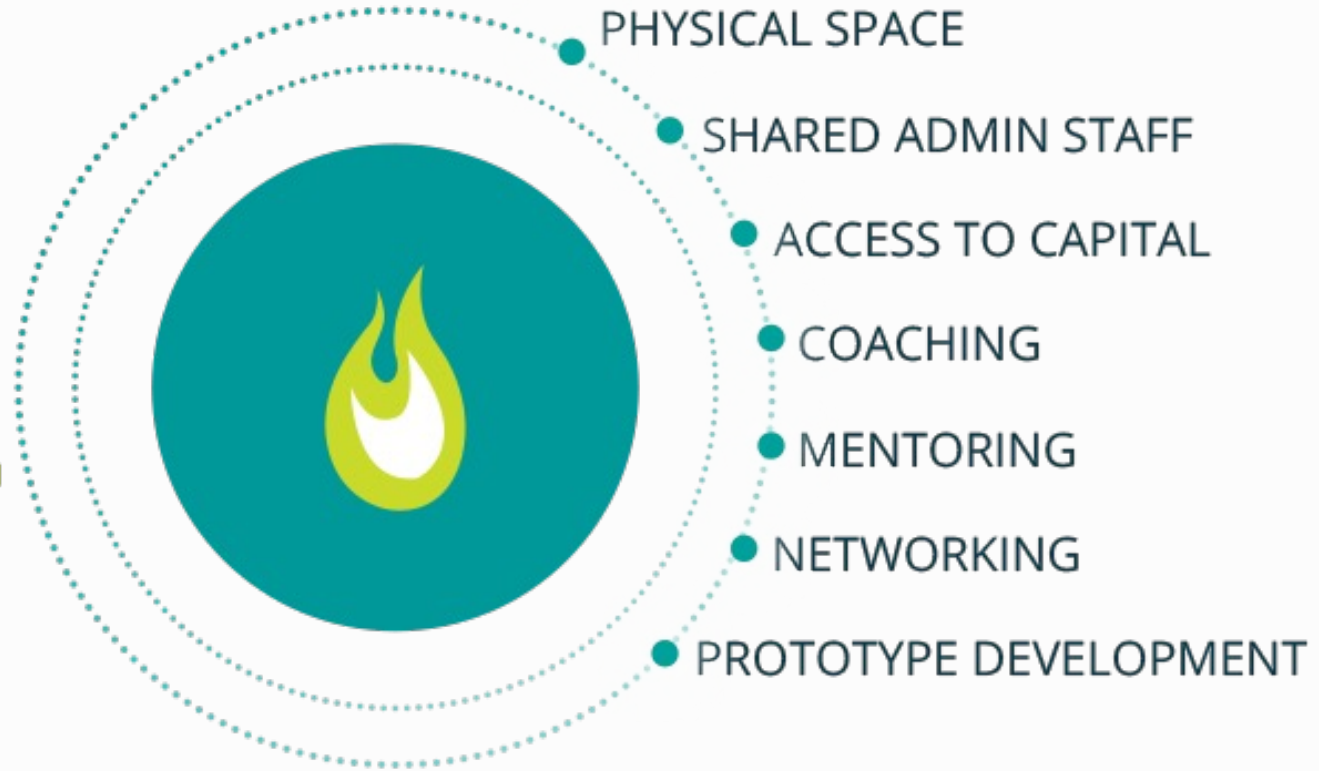 PHYSICAL SPACE
SHARED ADMIN STAFF
ACCESS TO CAPITAL
COACHING
MENTORING
NETWORKING
PROTOTYPE DEVELOPMENT